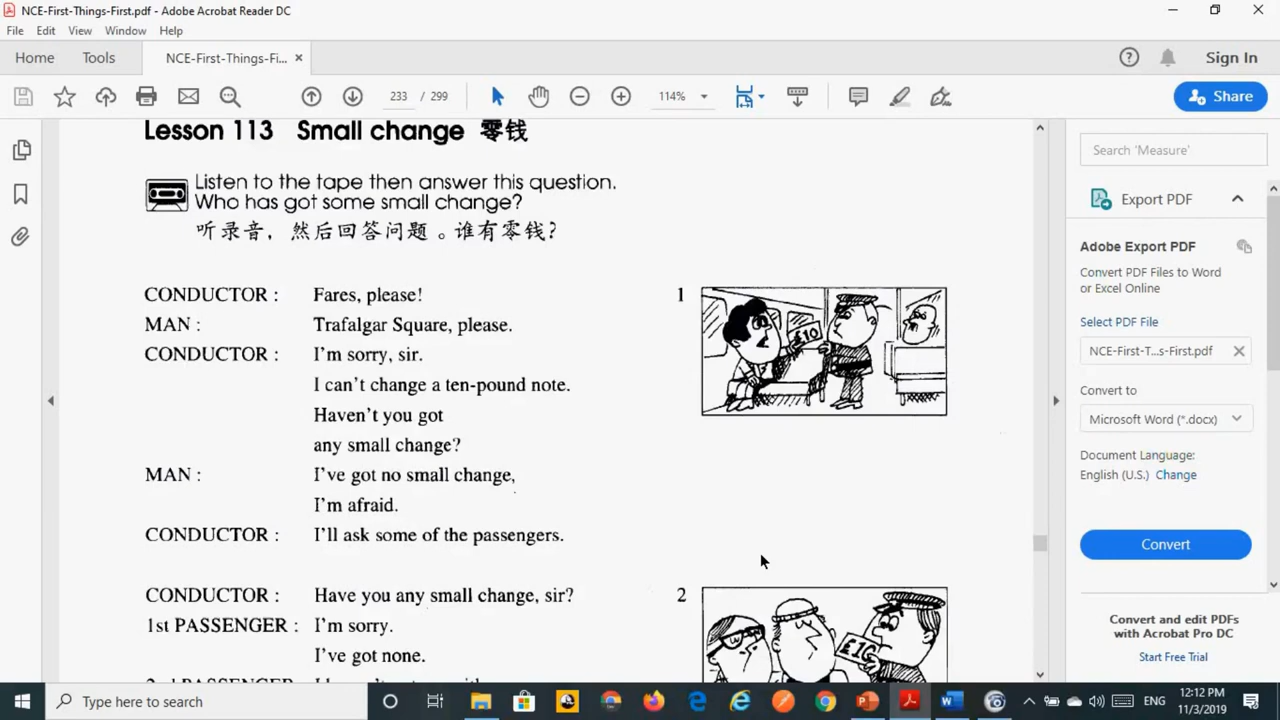 NCE-First-Things-First.pdf - Adobe Acrobat Reader DC
File Edit View Window Help
Home Tools NCE-First-Things-Fi... × Sign In
233 / 299 114% Share
Lesson 113 Small change 零钱
Listen to the tape then answer this question.
Who has got some small change?
听录音，然后回答问题。谁有零钱？
CONDUCTOR : Fares, please!
MAN : Trafalgar Square, please.
CONDUCTOR : I'm sorry, sir.
I can't change a ten-pound note.
Haven't you got
any small change?
MAN : I've got no small change,
I'm afraid.
CONDUCTOR : I'll ask some of the passengers.
1
£10
CONDUCTOR : Have you any small change, sir?
1st PASSENGER : I'm sorry.
I've got none.
2
£10
Search 'Measure'
Export PDF
Adobe Export PDF
Convert PDF Files to Word
or Excel Online
Select PDF File
NCE-First-T...s-First.pdf
Convert to
Microsoft Word (*.docx)
Document Language:
English (U.S.) Change
Convert
Convert and edit PDFs
with Acrobat Pro DC
Start Free Trial
Type here to search
ENG
12:12 PM
11/3/2019